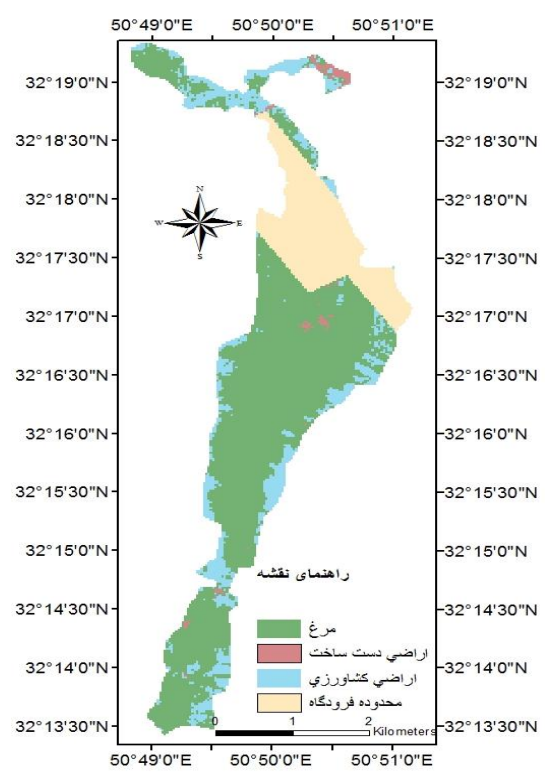 50°49'0"E 50°50'0"E 50°51'0"E
32°19'0"N 32°19'0"N
32°18'30"N 32°18'30"N
32°18'0"N 32°18'0"N
N
W E
S
32°17'30"N 32°17'30"N
32°17'0"N 32°17'0"N
32°16'30"N 32°16'30"N
32°16'0"N 32°16'0"N
32°15'30"N 32°15'30"N
32°15'0"N 32°15'0"N
راهنمای نقشه
32°14'30"N 32°14'30"N
مرغ
اراضي دست ساخت
اراضي كشاورزي
محدوده فرودگاه
32°14'0"N 32°14'0"N
32°13'30"N 32°13'30"N
0 1 2
Kilometers
50°49'0"E 50°50'0"E 50°51'0"E